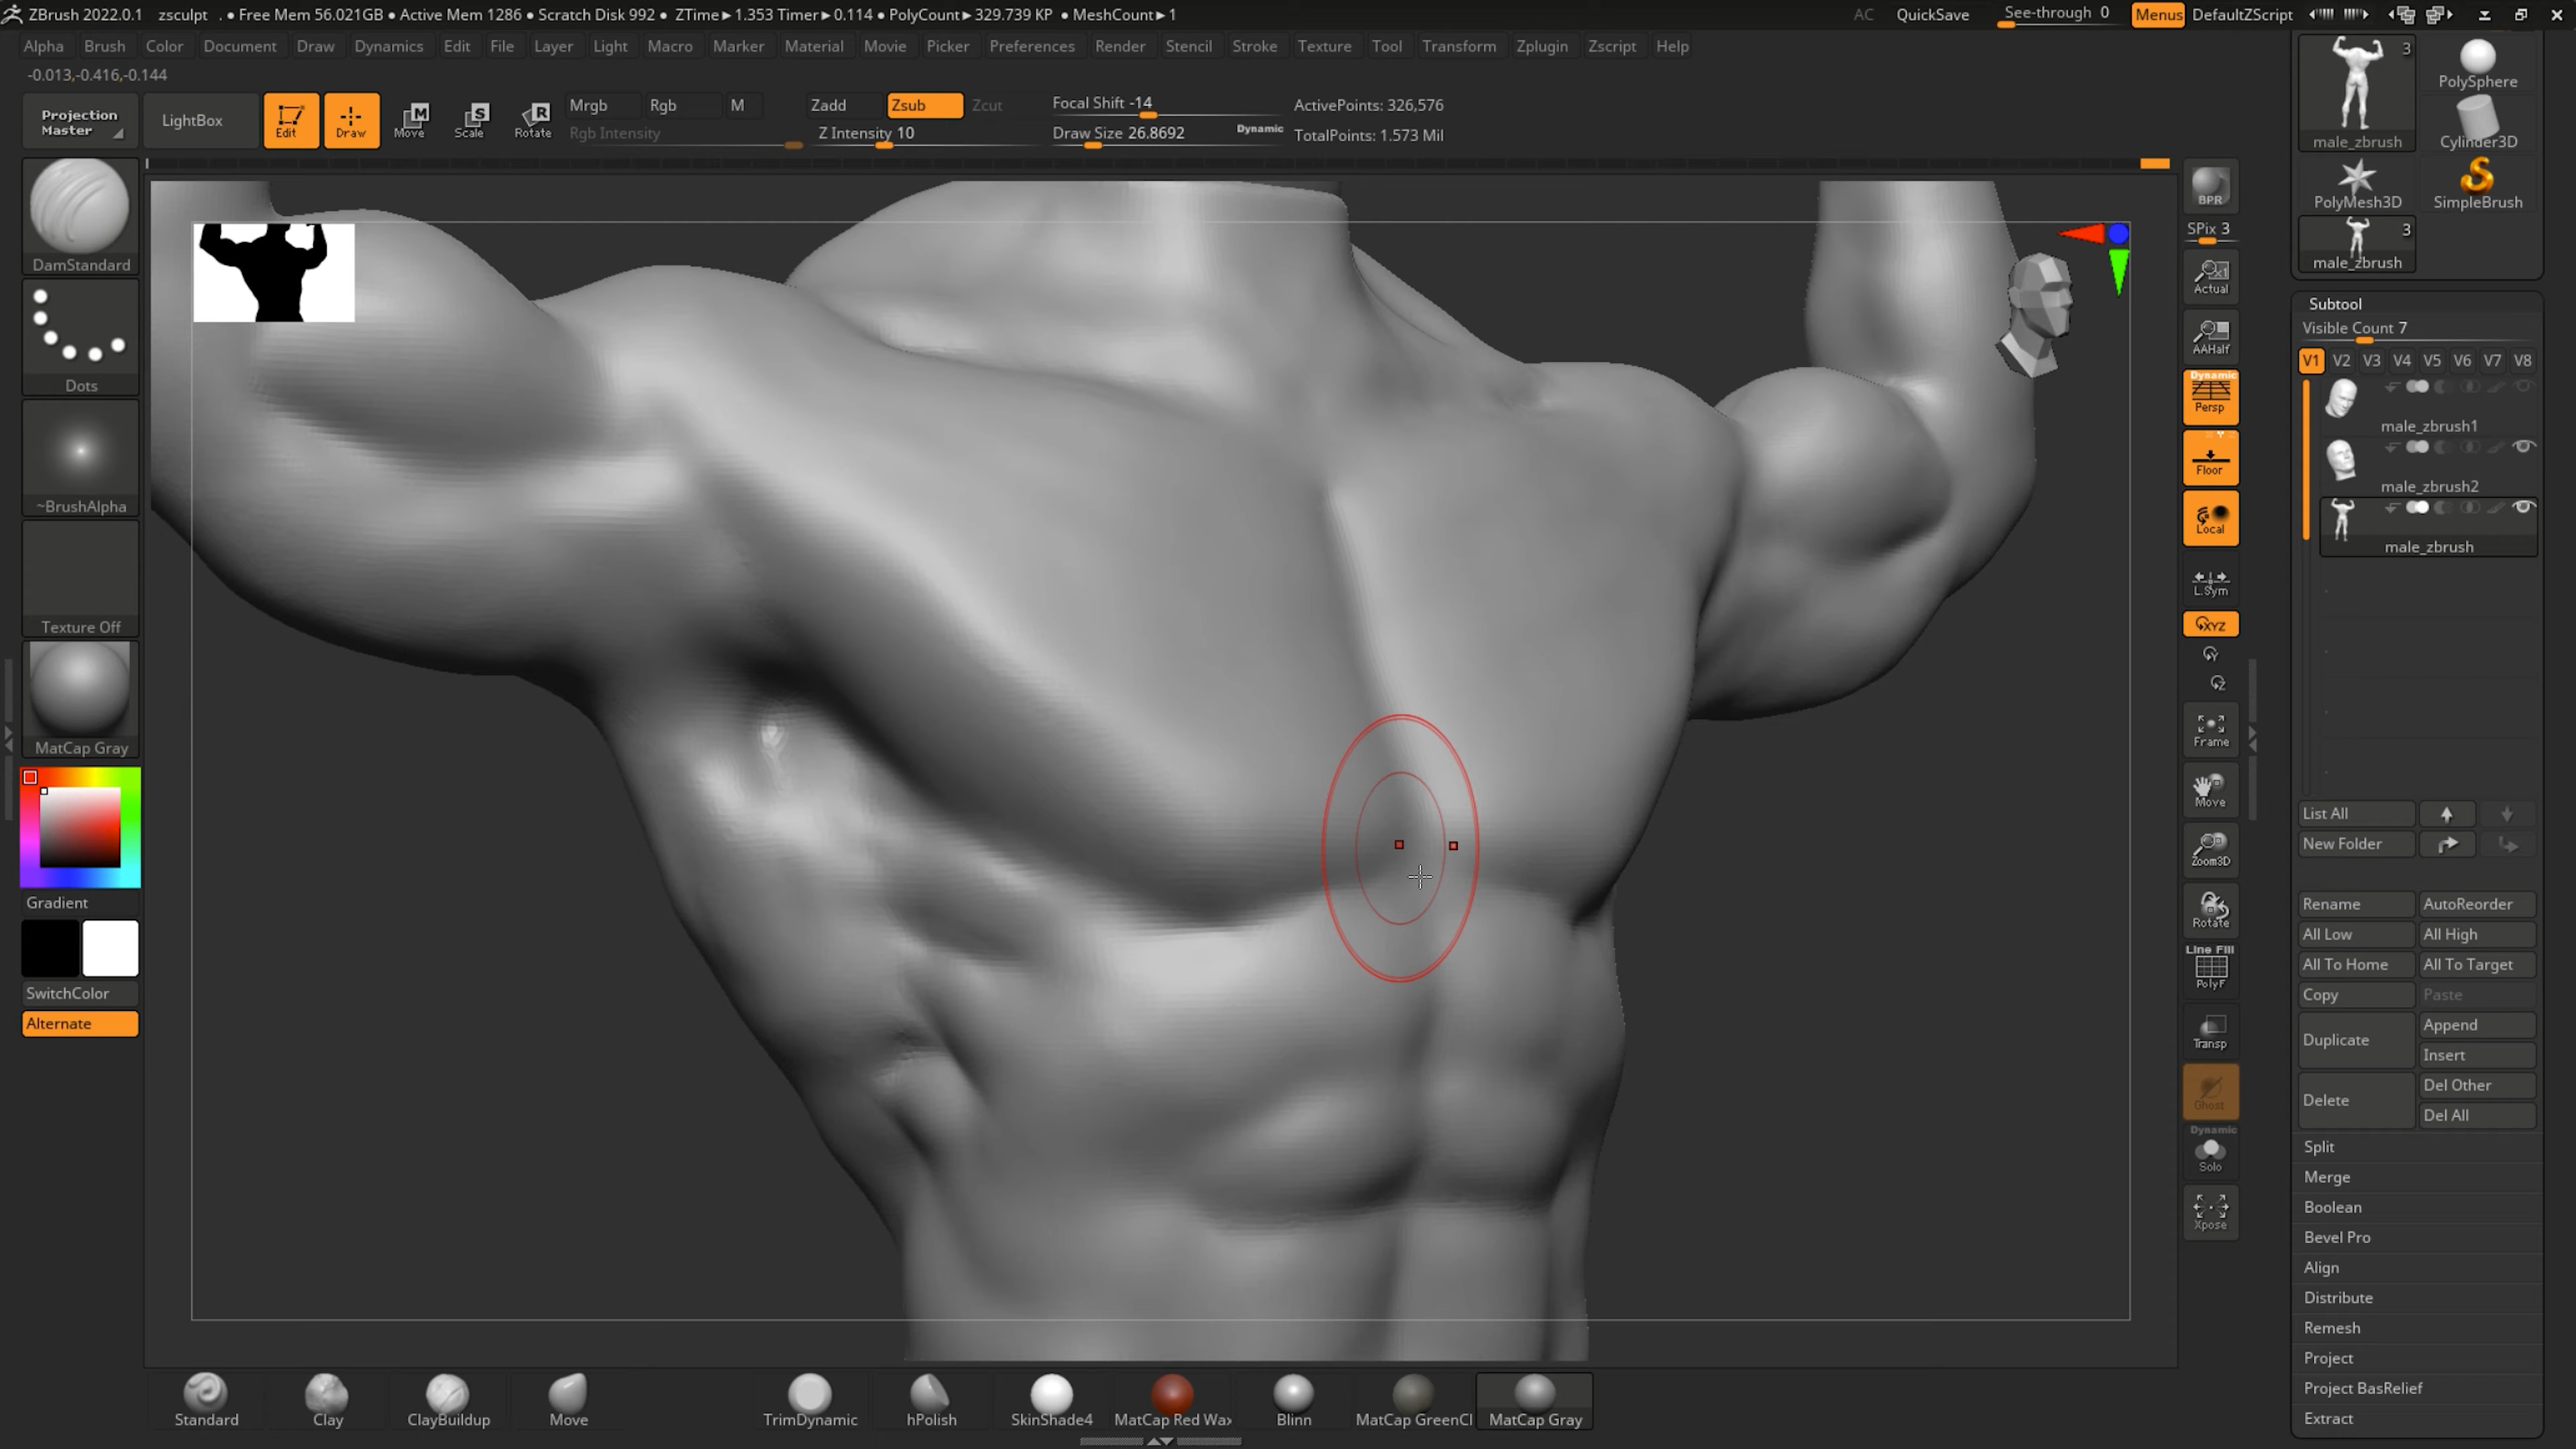 ZBrush 2022.0.1 zsculpt . • Free Mem 56.021GB • Active Mem 1286 • Scratch Disk 992 • ZTime►1.353 Timer►0.114 • PolyCount►329.739 KP • MeshCount►1 AC QuickSave See-through 0 Menus DefaultZScript
Alpha Brush Color Document Draw Dynamics Edit File Layer Light Macro Marker Material Movie Picker Preferences Render Stencil Stroke Texture Tool Transform Zplugin Zscript Help
-0.013,-0.416,-0.144
Projection Master
LightBox
Edit
Draw
M
Move
S
Scale
R
Rotate
Mrgb Rgb M
Rgb Intensity
Zadd Zsub Zcut
Z Intensity 10
Focal Shift -14
Draw Size 26.8692 Dynamic
ActivePoints: 326,576
TotalPoints: 1.573 Mil
DamStandard
Dots
~BrushAlpha
Texture Off
MatCap Gray
Gradient
SwitchColor
Alternate
BPR
SPix 3
x1
Actual
AAHalf
Dynamic
Persp
Floor
Local
L.Sym
XYZ
Y
Z
Frame
Move
Zoom3D
Rotate
Line Fill
PolyF
Transp
Ghost
Dynamic
Solo
Xpose
3
male_zbrush
PolySphere
Cylinder3D
PolyMesh3D
SimpleBrush
3
male_zbrush
Subtool
Visible Count 7
V1 V2 V3 V4 V5 V6 V7 V8
male_zbrush1
male_zbrush2
male_zbrush
List All
New Folder
Rename AutoReorder
All Low All High
All To Home All To Target
Copy Paste
Duplicate Append
Insert
Delete Del Other
Del All
Split
Merge
Boolean
Bevel Pro
Align
Distribute
Remesh
Project
Project BasRelief
Extract
Standard Clay ClayBuildup Move TrimDynamic hPolish SkinShade4 MatCap Red Wax Blinn MatCap GreenCl MatCap Gray